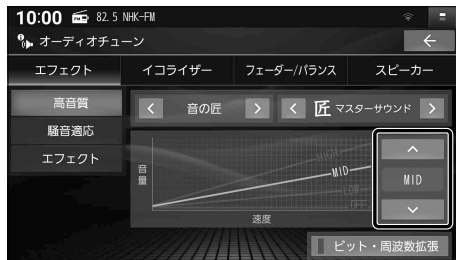 10:00 82.5 NHK-FM
オーディオチューン
エフェクト イコライザー フェーダー/バランス スピーカー
高音質 音の匠 匠 マスターサウンド
騒音適応
エフェクト
音量
HIGH
MID
LOW
OFF
速度
MID
ビット・周波数拡張